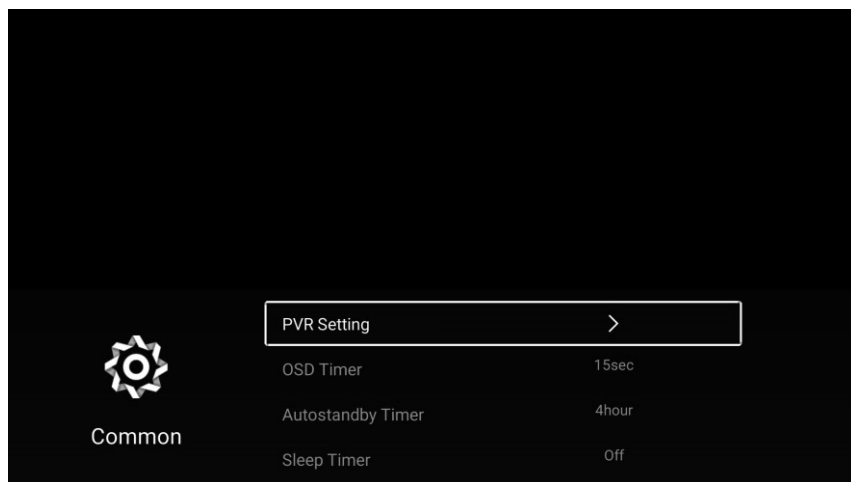 PVR Setting
OSD Timer 15sec
Autostandby Timer 4hour
Common
Sleep Timer Off